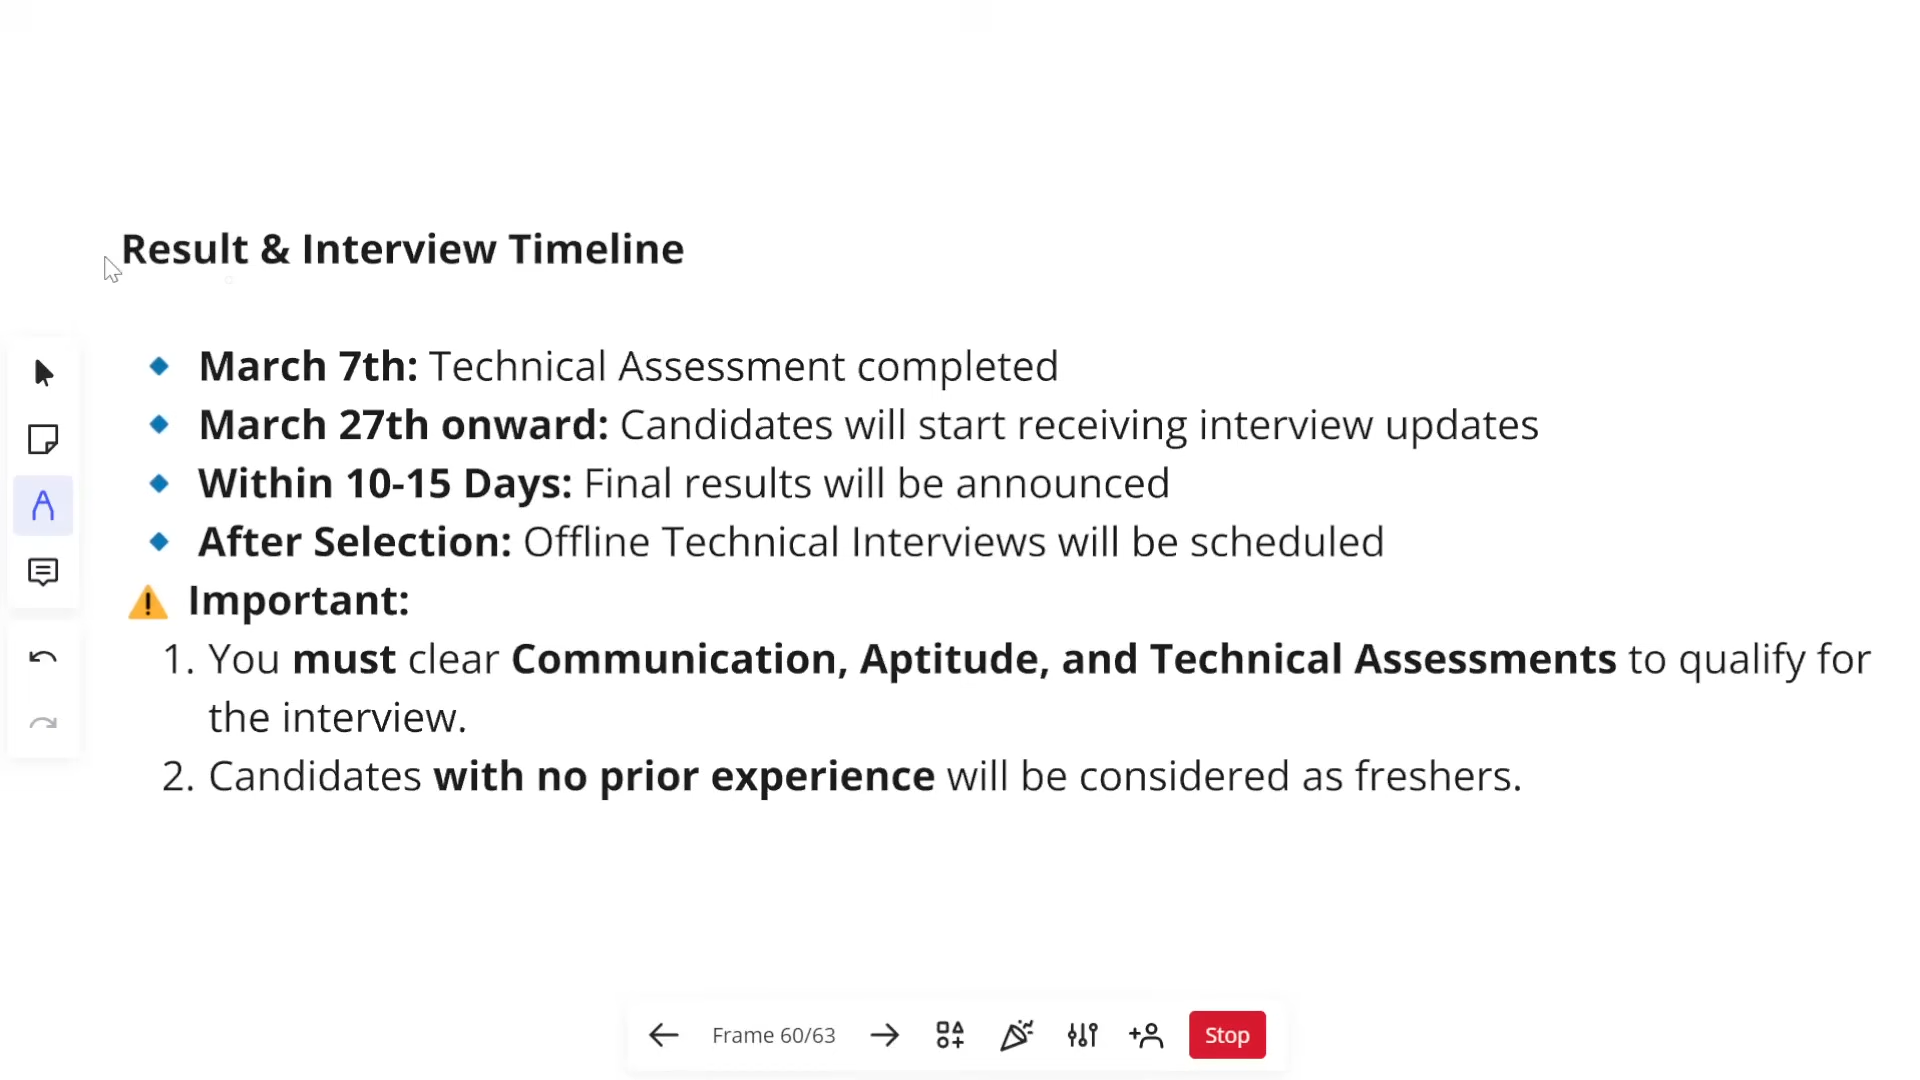 Result & Interview Timeline
March 7th: Technical Assessment completed
March 27th onward: Candidates will start receiving interview updates
Within 10-15 Days: Final results will be announced
After Selection: Offline Technical Interviews will be scheduled
Important:
1. You must clear Communication, Aptitude, and Technical Assessments to qualify for
the interview.
2. Candidates with no prior experience will be considered as freshers.
Frame 60/63
Stop